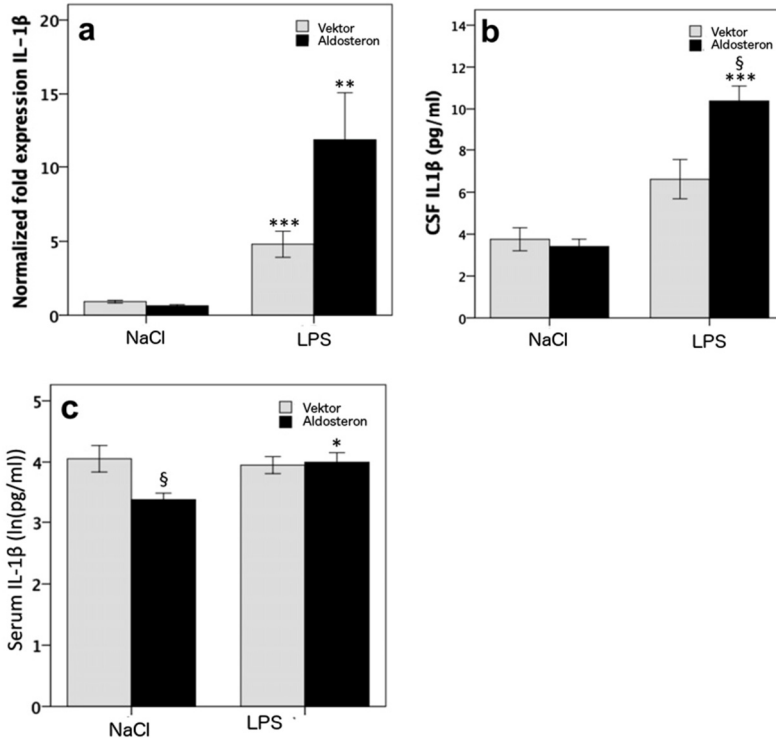 a
Vektor
Aldosteron
Normalized fold expression IL-1β
20
15
10
5
0
***
**
NaCl
LPS
b
Vektor
Aldosteron
CSF IL1β (pg/ml)
14
12
10
8
6
4
2
0
§
***
NaCl
LPS
c
Vektor
Aldosteron
Serum IL-1β (ln(pg/ml))
5
4
3
2
1
0
§
*
NaCl
LPS